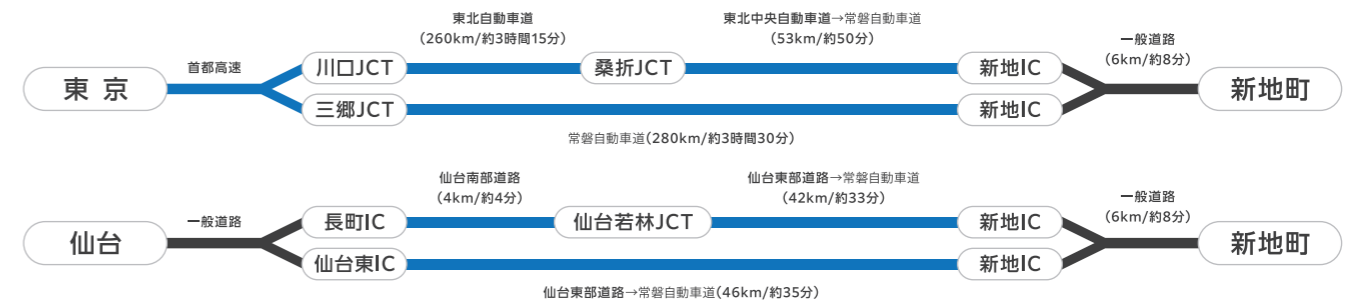 東北自動車道
(260km/約3時間15分)
東北中央自動車道→常磐自動車道
(53km/約50分)
一般道路
(6km/約8分)
首都高速
東京
川口JCT
桑折JCT
新地IC
新地町
三郷JCT
新地IC
常磐自動車道(280km/約3時間30分)
仙台南部道路
(4km/約4分)
仙台東部道路→常磐自動車道
(42km/約33分)
一般道路
(6km/約8分)
一般道路
仙台
長町IC
仙台若林JCT
新地IC
新地町
仙台東IC
新地IC
仙台東部道路→常磐自動車道(46km/約35分)